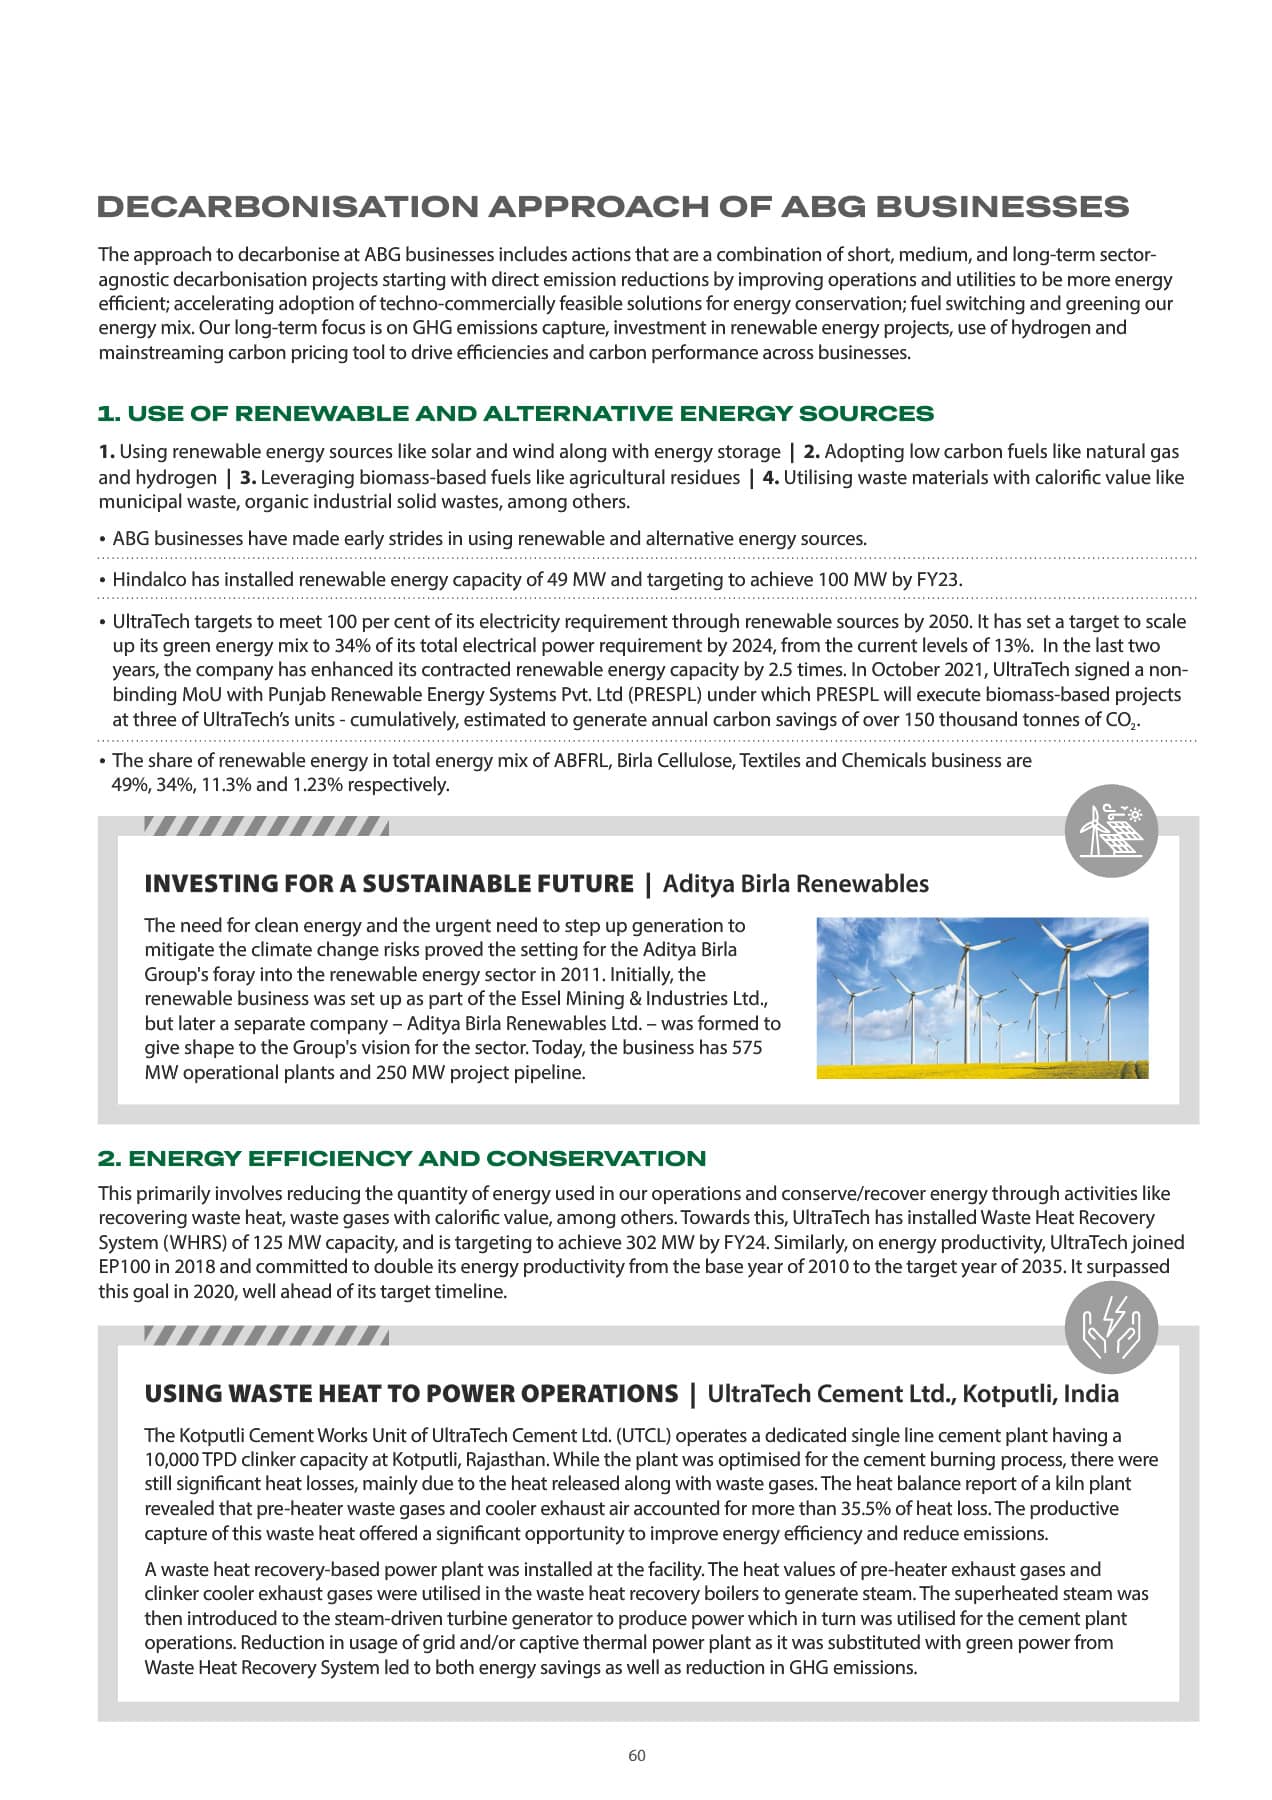 DECARBONISATION APPROACH OF ABG BUSINESSES
The approach to decarbonise at ABG businesses includes actions that are a combination of short, medium, and long-term sector-
agnostic decarbonisation projects starting with direct emission reductions by improving operations and utilities to be more energy
efficient; accelerating adoption of techno-commercially feasible solutions for energy conservation; fuel switching and greening our
energy mix. Our long-term focus is on GHG emissions capture, investment in renewable energy projects, use of hydrogen and
mainstreaming carbon pricing tool to drive efficiencies and carbon performance across businesses.
1. USE OF RENEWABLE AND ALTERNATIVE ENERGY SOURCES
1. Using renewable energy sources like solar and wind along with energy storage | 2. Adopting low carbon fuels like natural gas
and hydrogen | 3. Leveraging biomass-based fuels like agricultural residues | 4. Utilising waste materials with calorific value like
municipal waste, organic industrial solid wastes, among others.
• ABG businesses have made early strides in using renewable and alternative energy sources.
• Hindalco has installed renewable energy capacity of 49 MW and targeting to achieve 100 MW by FY23.
• UltraTech targets to meet 100 per cent of its electricity requirement through renewable sources by 2050. It has set a target to scale
up its green energy mix to 34% of its total electrical power requirement by 2024, from the current levels of 13%. In the last two
years, the company has enhanced its contracted renewable energy capacity by 2.5 times. In October 2021, UltraTech signed a non-
binding MoU with Punjab Renewable Energy Systems Pvt. Ltd (PRESPL) under which PRESPL will execute biomass-based projects
at three of UltraTech’s units - cumulatively, estimated to generate annual carbon savings of over 150 thousand tonnes of CO₂.
• The share of renewable energy in total energy mix of ABFRL, Birla Cellulose, Textiles and Chemicals business are
49%, 34%, 11.3% and 1.23% respectively.
INVESTING FOR A SUSTAINABLE FUTURE | Aditya Birla Renewables
The need for clean energy and the urgent need to step up generation to
mitigate the climate change risks proved the setting for the Aditya Birla
Group's foray into the renewable energy sector in 2011. Initially, the
renewable business was set up as part of the Essel Mining & Industries Ltd.,
but later a separate company – Aditya Birla Renewables Ltd. – was formed to
give shape to the Group's vision for the sector. Today, the business has 575
MW operational plants and 250 MW project pipeline.
2. ENERGY EFFICIENCY AND CONSERVATION
This primarily involves reducing the quantity of energy used in our operations and conserve/recover energy through activities like
recovering waste heat, waste gases with calorific value, among others. Towards this, UltraTech has installed Waste Heat Recovery
System (WHRS) of 125 MW capacity, and is targeting to achieve 302 MW by FY24. Similarly, on energy productivity, UltraTech joined
EP100 in 2018 and committed to double its energy productivity from the base year of 2010 to the target year of 2035. It surpassed
this goal in 2020, well ahead of its target timeline.
USING WASTE HEAT TO POWER OPERATIONS | UltraTech Cement Ltd., Kotputli, India
The Kotputli Cement Works Unit of UltraTech Cement Ltd. (UTCL) operates a dedicated single line cement plant having a
10,000 TPD clinker capacity at Kotputli, Rajasthan. While the plant was optimised for the cement burning process, there were
still significant heat losses, mainly due to the heat released along with waste gases. The heat balance report of a kiln plant
revealed that pre-heater waste gases and cooler exhaust air accounted for more than 35.5% of heat loss. The productive
capture of this waste heat offered a significant opportunity to improve energy efficiency and reduce emissions.
A waste heat recovery-based power plant was installed at the facility. The heat values of pre-heater exhaust gases and
clinker cooler exhaust gases were utilised in the waste heat recovery boilers to generate steam. The superheated steam was
then introduced to the steam-driven turbine generator to produce power which in turn was utilised for the cement plant
operations. Reduction in usage of grid and/or captive thermal power plant as it was substituted with green power from
Waste Heat Recovery System led to both energy savings as well as reduction in GHG emissions.
60